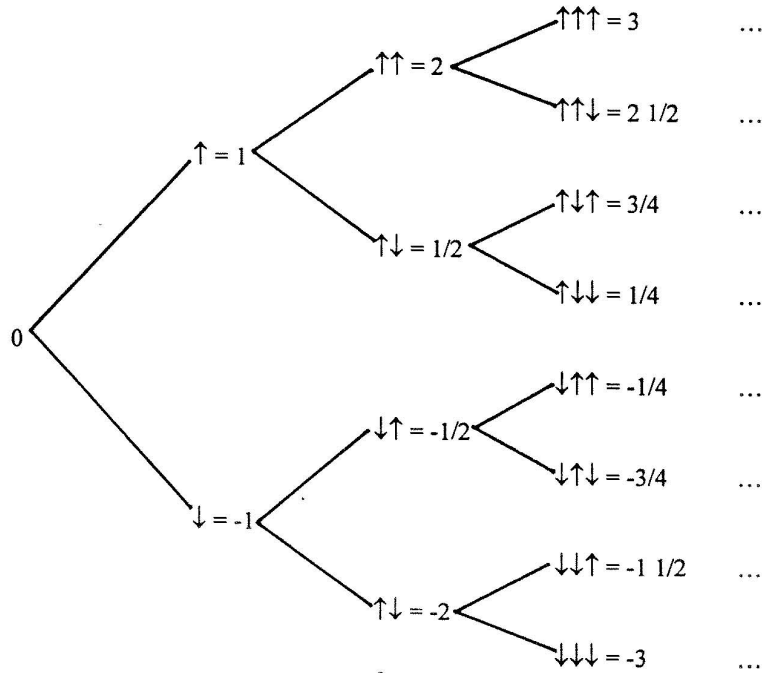 ↑↑↑ = 3 ...
↑↑ = 2
↑↑↓ = 2 1/2 ...
↑ = 1
↑↓↑ = 3/4 ...
↑↓ = 1/2
↑↓↓ = 1/4 ...
0
↓↑↑ = -1/4 ...
↓↑ = -1/2
↓↑↓ = -3/4 ...
↓ = -1
↓↓↑ = -1 1/2 ...
↑↓ = -2
↓↓↓ = -3 ...